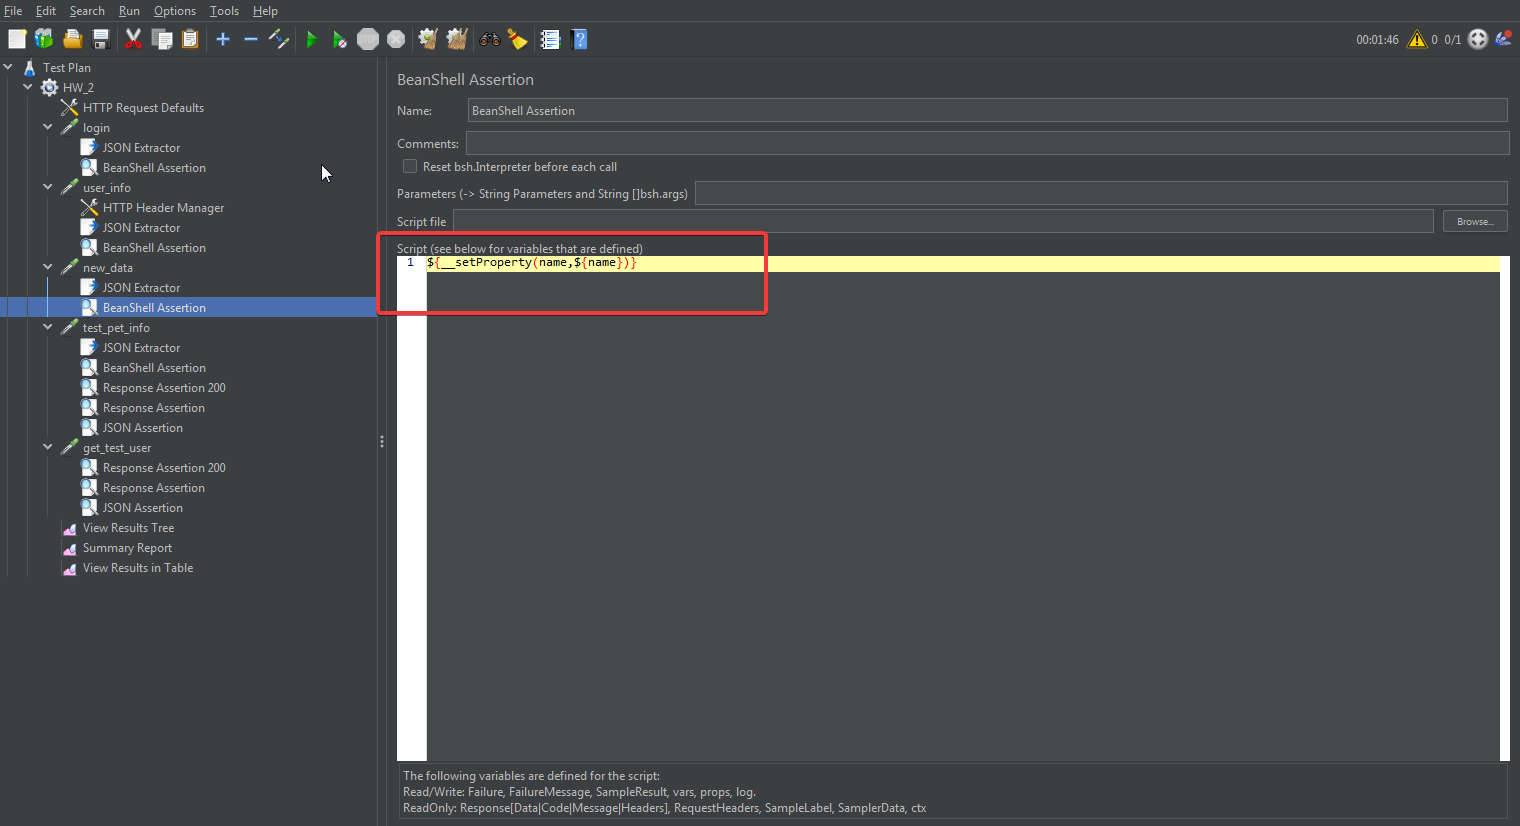 File Edit Search Run Options Tools Help
00:01:46 0 0/1
Test Plan
HW_2
HTTP Request Defaults
login
JSON Extractor
BeanShell Assertion
user_info
HTTP Header Manager
JSON Extractor
BeanShell Assertion
new_data
JSON Extractor
BeanShell Assertion
test_pet_info
JSON Extractor
BeanShell Assertion
Response Assertion 200
Response Assertion
JSON Assertion
get_test_user
Response Assertion 200
Response Assertion
JSON Assertion
View Results Tree
Summary Report
View Results in Table
BeanShell Assertion
Name: BeanShell Assertion
Comments:
Reset bsh.Interpreter before each call
Parameters (-> String Parameters and String []bsh.args)
Script file Browse...
Script (see below for variables that are defined)
1 ${__setProperty(name,${name})}
The following variables are defined for the script:
Read/Write: Failure, FailureMessage, SampleResult, vars, props, log.
ReadOnly: Response[Data|Code|Message|Headers], RequestHeaders, SampleLabel, SamplerData, ctx